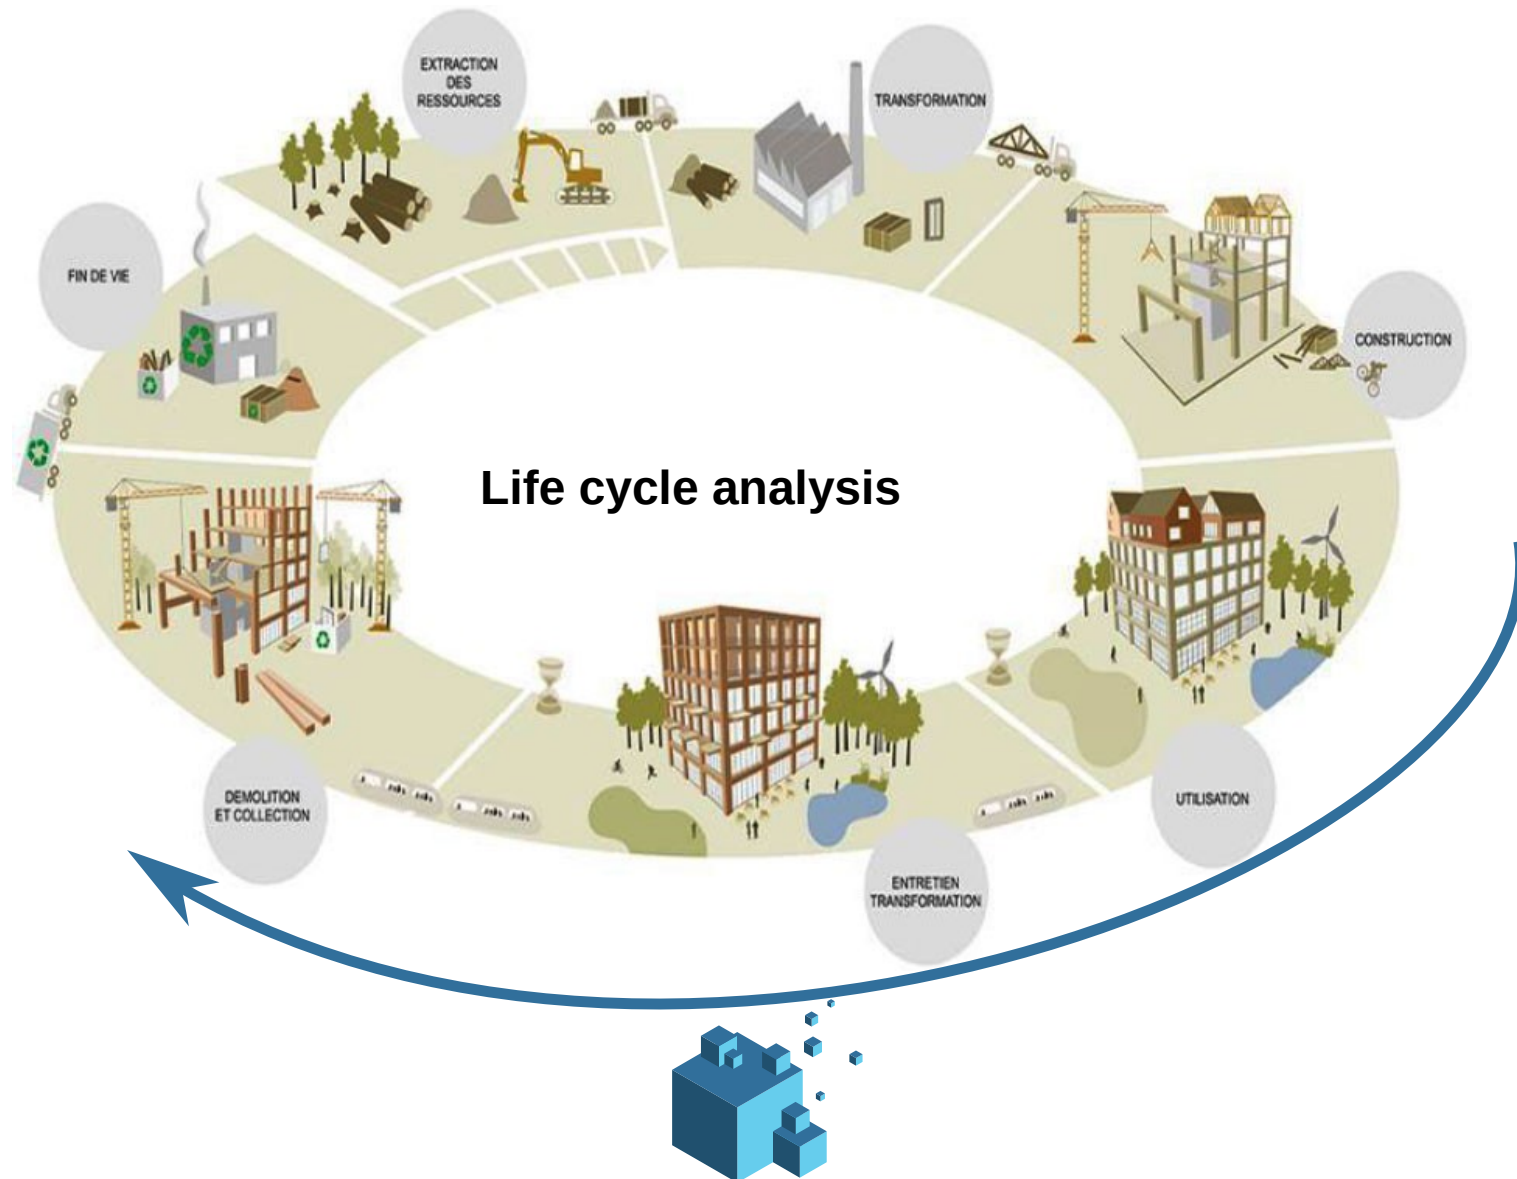 EXTRACTION
DES
RESSOURCES
TRANSFORMATION
FIN DE VIE
CONSTRUCTION
Life cycle analysis
DEMOLITION
ET COLLECTION
UTILISATION
ENTRETIEN
TRANSFORMATION